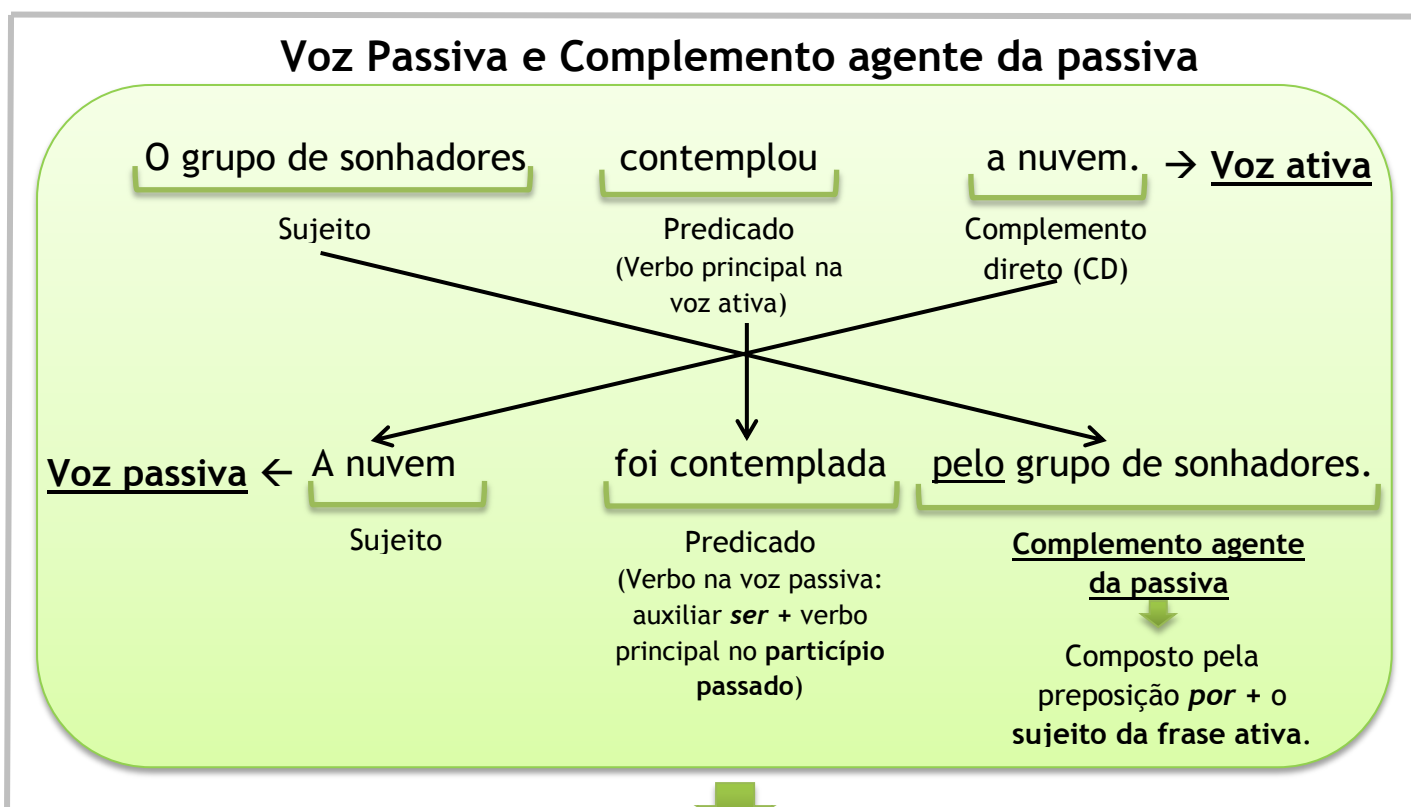 Voz Passiva e Complemento agente da passiva
O grupo de sonhadores contemplou a nuvem. → Voz ativa
Sujeito
Predicado
(Verbo principal na
voz ativa)
Complemento
direto (CD)
Voz passiva ← A nuvem foi contemplada pelo grupo de sonhadores.
Sujeito
Predicado
(Verbo na voz passiva:
auxiliar ser + verbo
principal no particípio
passado)
Complemento agente
da passiva
Composto pela
preposição por + o
sujeito da frase ativa.